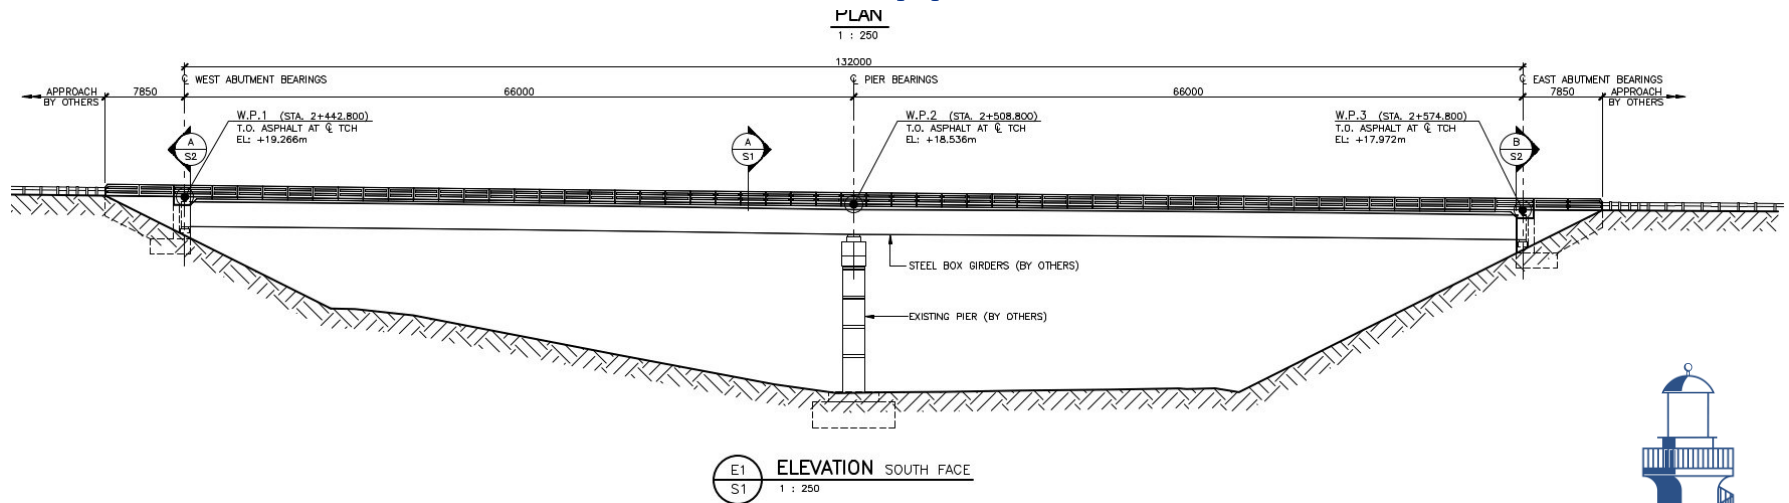 PLAN
1 : 250
132000
℄ WEST ABUTMENT BEARINGS
℄ PIER BEARINGS
℄ EAST ABUTMENT BEARINGS
APPROACH
BY OTHERS
7850
66000
66000
7850
APPROACH
BY OTHERS
W.P.1 (STA. 2+442.800)
T.O. ASPHALT AT ℄ TCH
EL: +19.266m
W.P.2 (STA. 2+508.800)
T.O. ASPHALT AT ℄ TCH
EL: +18.536m
W.P.3 (STA. 2+574.800)
T.O. ASPHALT AT ℄ TCH
EL: +17.972m
A
S2
A
S1
B
S2
STEEL BOX GIRDERS (BY OTHERS)
EXISTING PIER (BY OTHERS)
E1
S1
ELEVATION SOUTH FACE
1 : 250